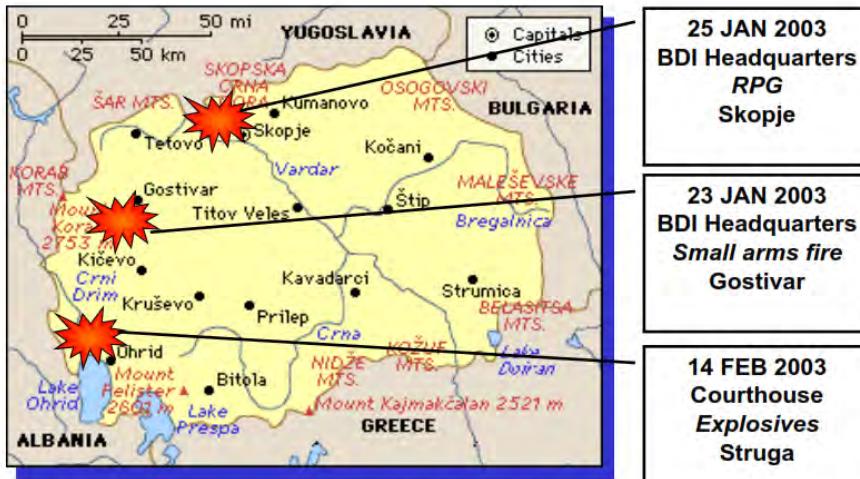 0 50 mi
0 50 km
YUGOSLAVIA
Capitals
Cities
SKOPSKA
CRNA
GORA
ŠAR MTS.
Kumanovo
OSOGOVSKI
MTS.
BULGARIA
Skopje
Tetovo
Kočani
Vardar
KORAB
MTS.
Gostivar
MALEŠEVSKE
MTS.
Mount
Korab
2753 m
Titov Veles
Štip
Bregalnica
Kičevo
Crni
Drim
Kavadarci
Strumica
Kruševo
Prilep
BELASITSA
MTS.
Crna
KOŽUF
MTS.
Ohrid
NIDŽE
MTS.
Lake
Doiran
Mount
Pelister
2601 m
Lake
Ohrid
Bitola
Lake
Prespa
Mount Kajmakčalan 2521 m
ALBANIA
GREECE
25 JAN 2003
BDI Headquarters
RPG
Skopje
23 JAN 2003
BDI Headquarters
Small arms fire
Gostivar
14 FEB 2003
Courthouse
Explosives
Struga